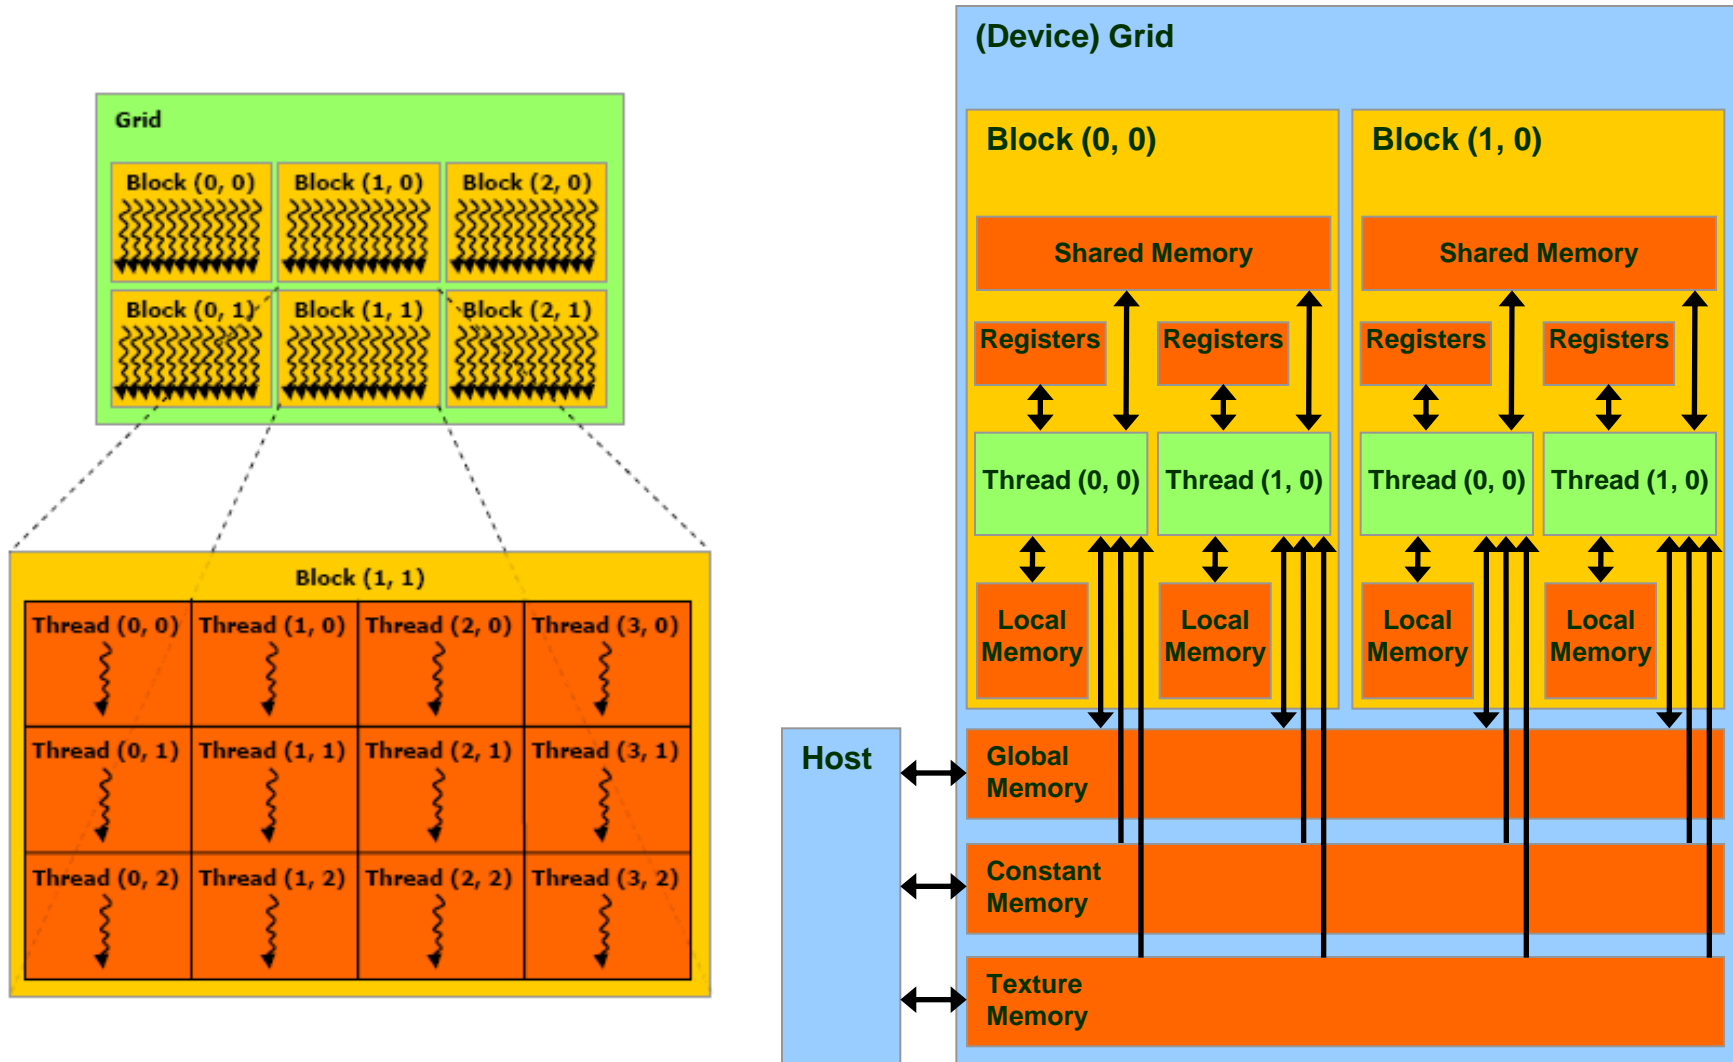 Grid
Block (0, 0) Block (1, 0) Block (2, 0)
Block (0, 1) Block (1, 1) Block (2, 1)
Block (1, 1)
Thread (0, 0) Thread (1, 0) Thread (2, 0) Thread (3, 0)
Thread (0, 1) Thread (1, 1) Thread (2, 1) Thread (3, 1)
Thread (0, 2) Thread (1, 2) Thread (2, 2) Thread (3, 2)
(Device) Grid
Block (0, 0) Block (1, 0)
Shared Memory Shared Memory
Registers Registers Registers Registers
Thread (0, 0) Thread (1, 0) Thread (0, 0) Thread (1, 0)
Local Local Local Local
Memory Memory Memory Memory
Host
Global
Memory
Constant
Memory
Texture
Memory